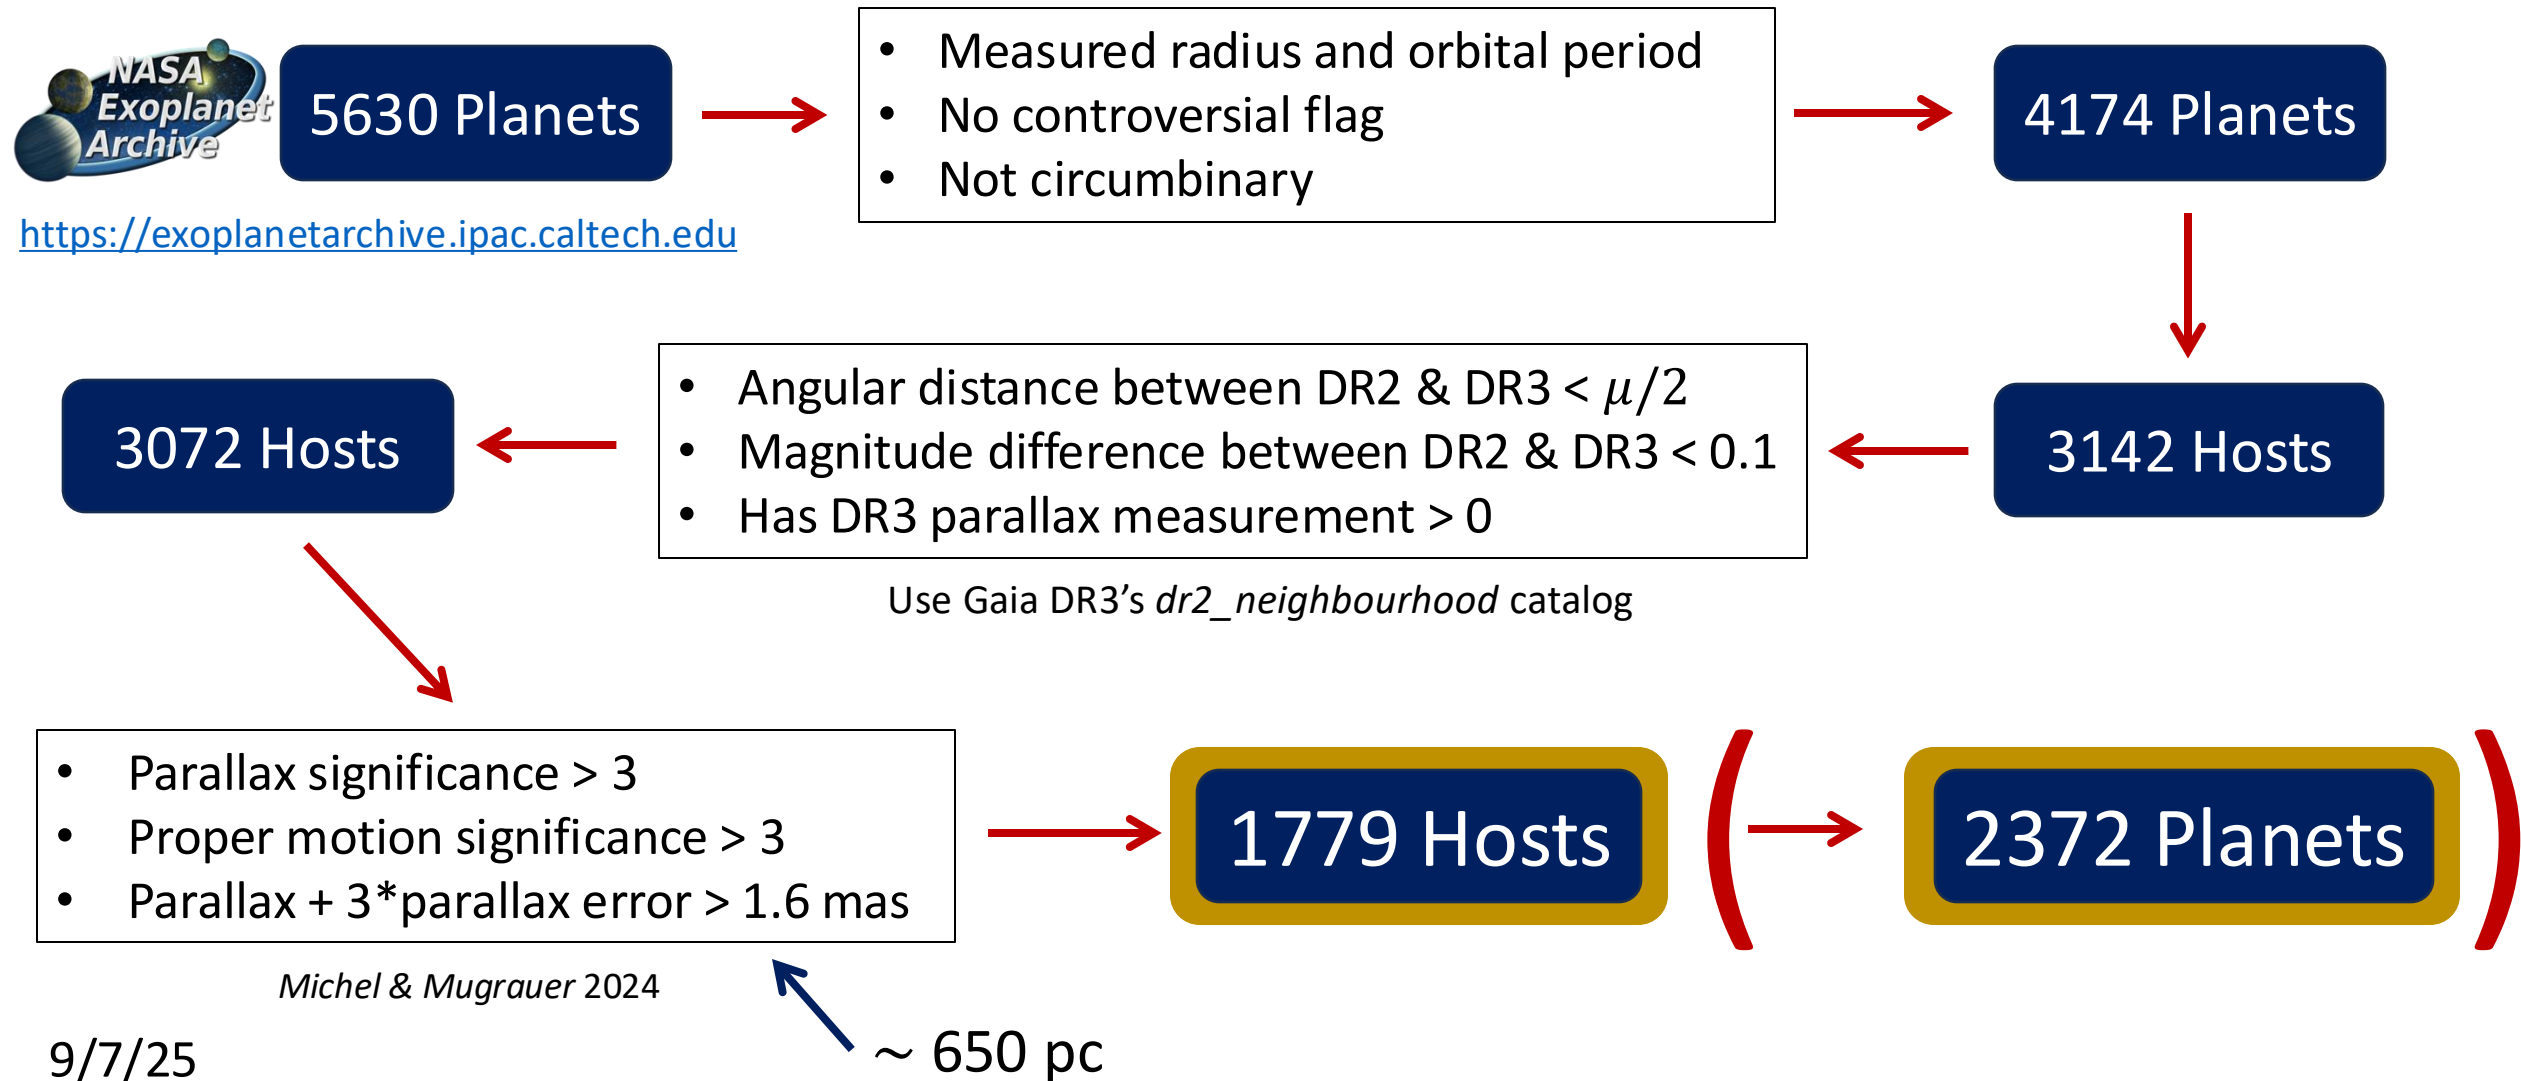 NASA
Exoplanet
Archive
5630 Planets
• Measured radius and orbital period
• No controversial flag
• Not circumbinary
4174 Planets
https://exoplanetarchive.ipac.caltech.edu
3072 Hosts
• Angular distance between DR2 & DR3 < 𝜇/2
• Magnitude difference between DR2 & DR3 < 0.1
• Has DR3 parallax measurement > 0
3142 Hosts
Use Gaia DR3’s dr2_neighbourhood catalog
• Parallax significance > 3
• Proper motion significance > 3
• Parallax + 3*parallax error > 1.6 mas
1779 Hosts
( 2372 Planets )
Michel & Mugrauer 2024
~ 650 pc
9/7/25